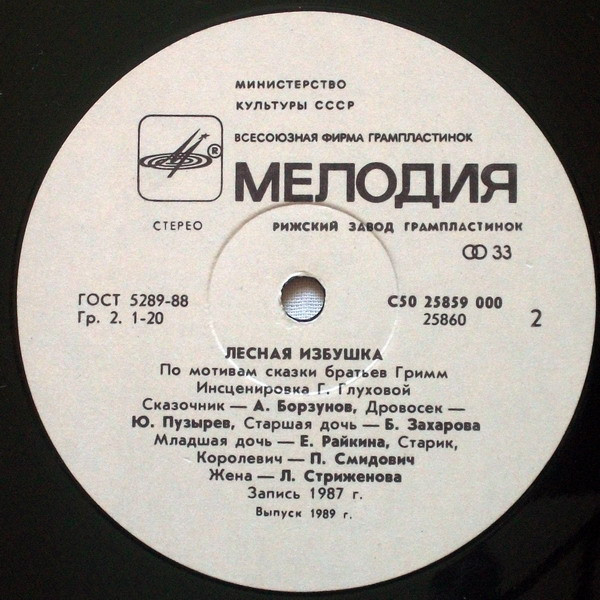 МИНИСТЕРСТВО
КУЛЬТУРЫ СССР
ВСЕСОЮЗНАЯ ФИРМА ГРАМПЛАСТИНОК
®
МЕЛОДИЯ
СТЕРЕО
РИЖСКИЙ ЗАВОД ГРАМПЛАСТИНОК
33
ГОСТ 5289-88
Гр. 2. 1-20
С50 25859 000
25860
2
ЛЕСНАЯ ИЗБУШКА
По мотивам сказки братьев Гримм
Инсценировка Г. Глуховой
Сказочник — А. Борзунов, Дровосек —
Ю. Пузырев, Старшая дочь — Б. Захарова
Младшая дочь — Е. Райкина, Старик,
Королевич — П. Смидович
Жена — Л. Стриженова
Запись 1987 г.
Выпуск 1989 г.